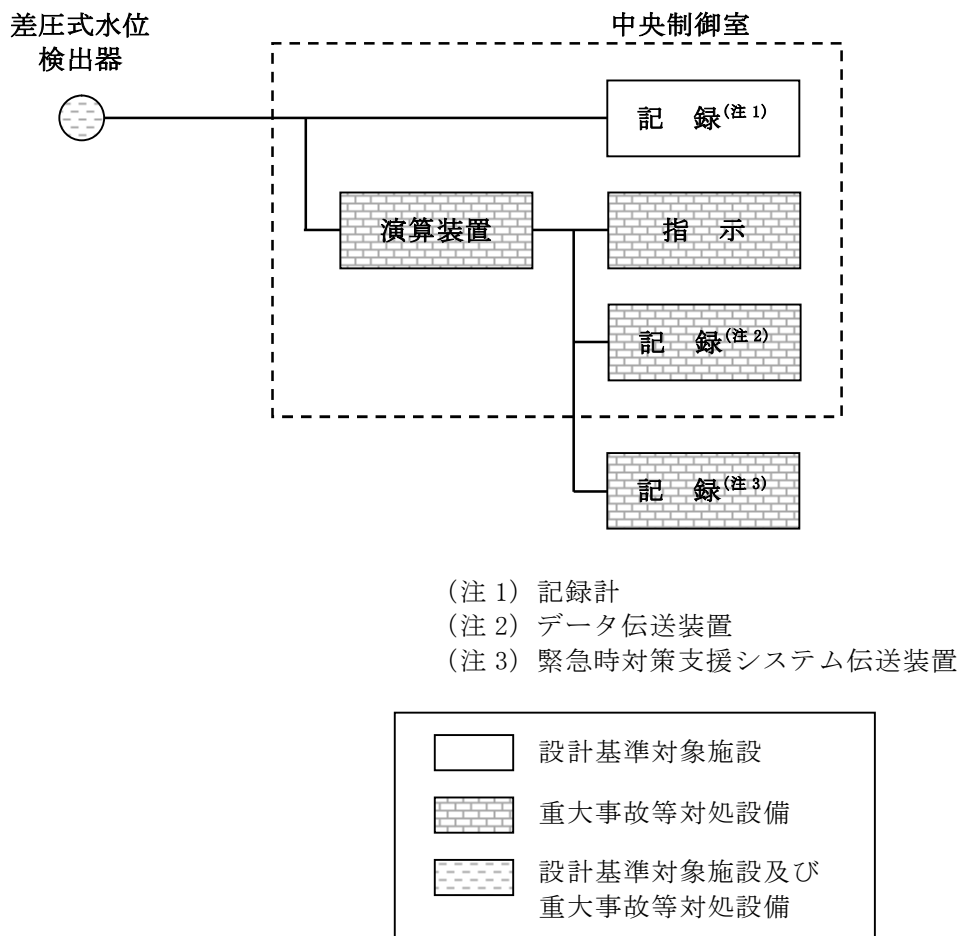 差圧式水位
検出器
中央制御室
記 録(注1)
演算装置
指 示
記 録(注2)
記 録(注3)
(注 1) 記録計
(注 2) データ伝送装置
(注 3) 緊急時対策支援システム伝送装置
設計基準対象施設
重大事故等対処設備
設計基準対象施設及び
重大事故等対処設備